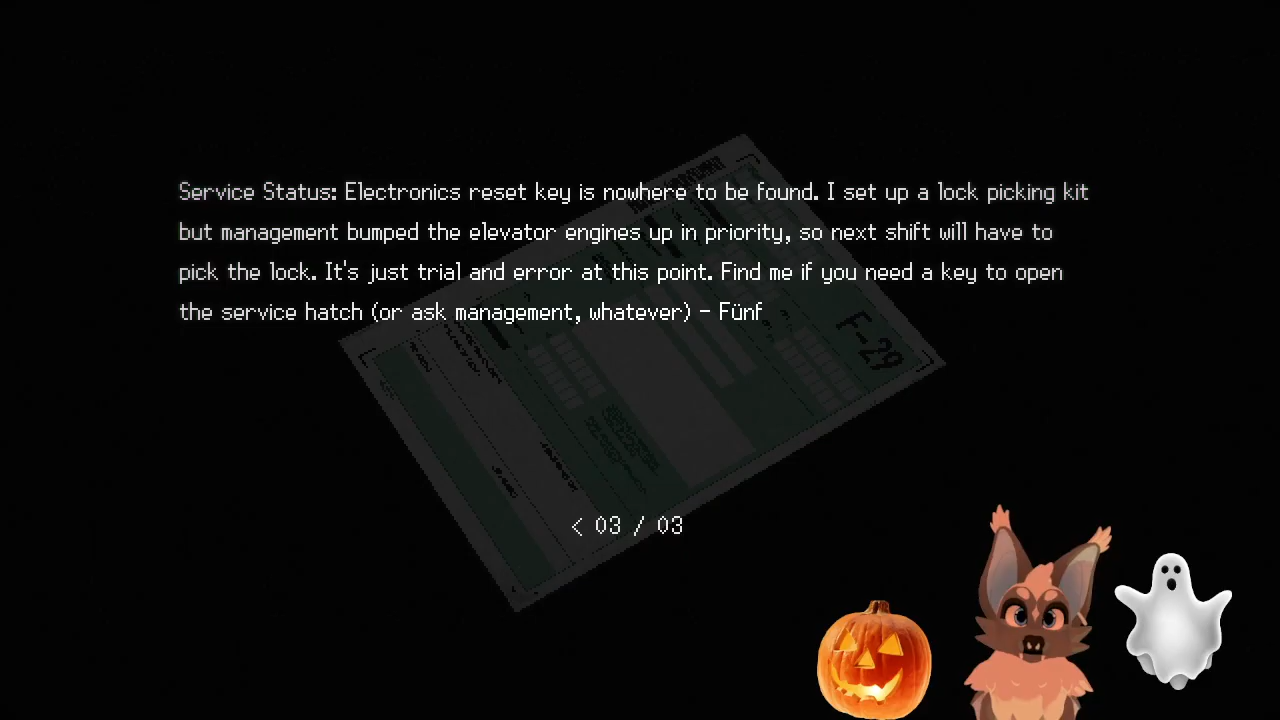 Service Status: Electronics reset key is nowhere to be found. I set up a lock picking kit
but management bumped the elevator engines up in priority, so next shift will have to
pick the lock. It's just trial and error at this point. Find me if you need a key to open
the service hatch (or ask management, whatever) - Fünf
F-29
< 03 / 03